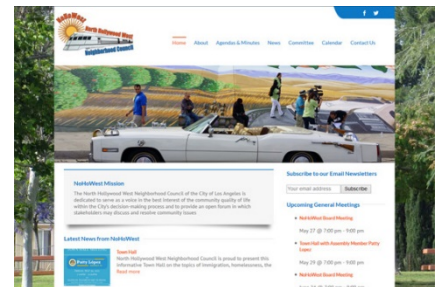 NoHoWest
North Hollywood West
Neighborhood Council
Home About Agendas & Minutes News Committee Calendar Contact Us
NoHoWest Mission
The North Hollywood West Neighborhood Council of the City of Los Angeles is
dedicated to serve as a voice in the best interest of the community quality of life
within the City's decision-making process and to provide an open forum in which
stakeholders may discuss and resolve community issues
Latest News from NoHoWest
Town Hall
North Hollywood West Neighborhood Council is proud to present this
informative Town Hall on the topics of immigration, homelessness, the
Read more
Patty Lopez
Subscribe to our Email Newsletters
Your email address Subscribe
Upcoming General Meetings
NoHoWest Board Meeting
May 27 @ 7:00 pm - 9:00 pm
Town Hall with Assembly Member Patty
Lopez
May 29 @ 7:00 pm - 9:00 pm
NoHoWest Board Meeting